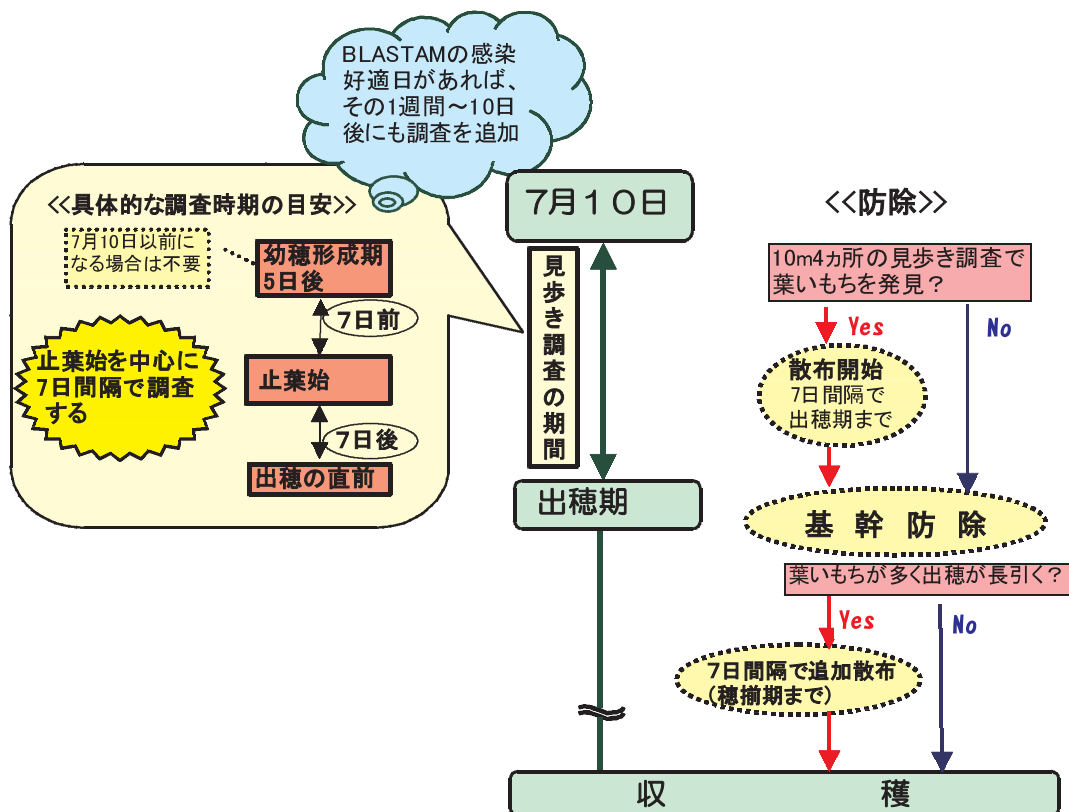 BLASTAMの感染
好適日があれば、
その1週間～10日
後にも調査を追加
≪具体的な調査時期の目安≫
7月10日以前に
なる場合は不要
幼穂形成期
5日後
7日前
止葉始を中心に
7日間隔で調査
する
止葉始
7日後
出穂の直前
7月１０日
見歩き調査の期間
出穂期
≪防除≫
10m4ヵ所の見歩き調査で
葉いもちを発見？
Yes
No
散布開始
7日間隔で
出穂期まで
基幹防除
葉いもちが多く出穂が長引く？
Yes
No
7日間隔で追加散布
（穂揃期まで）
収穫